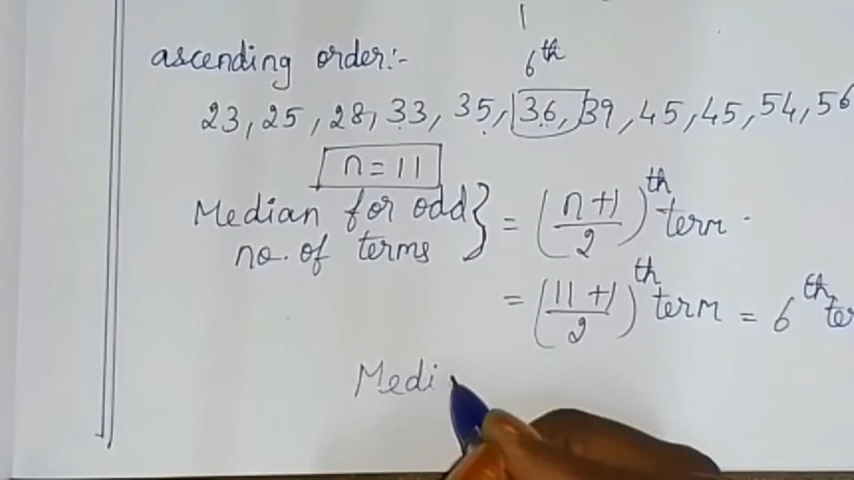 6th
ascending order:-
23, 25, 28, 33, 35, 36, 39, 45, 45, 54, 56
n = 11
Median for odd no. of terms } = (n+1/2)th term.
= (11+1/2)th term = 6th
Medi